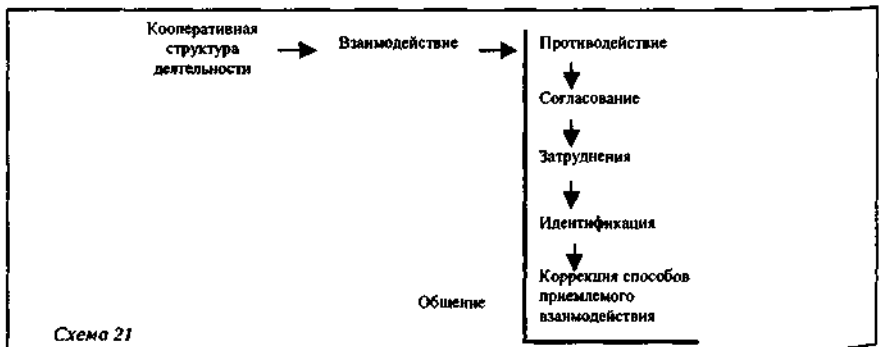 Кооперативная
структура
деятельности
Взаимодействие
Противодействие
Согласование
Затруднения
Идентификация
Коррекция способов
приемлемого
взаимодействия
Общение
Схема 21